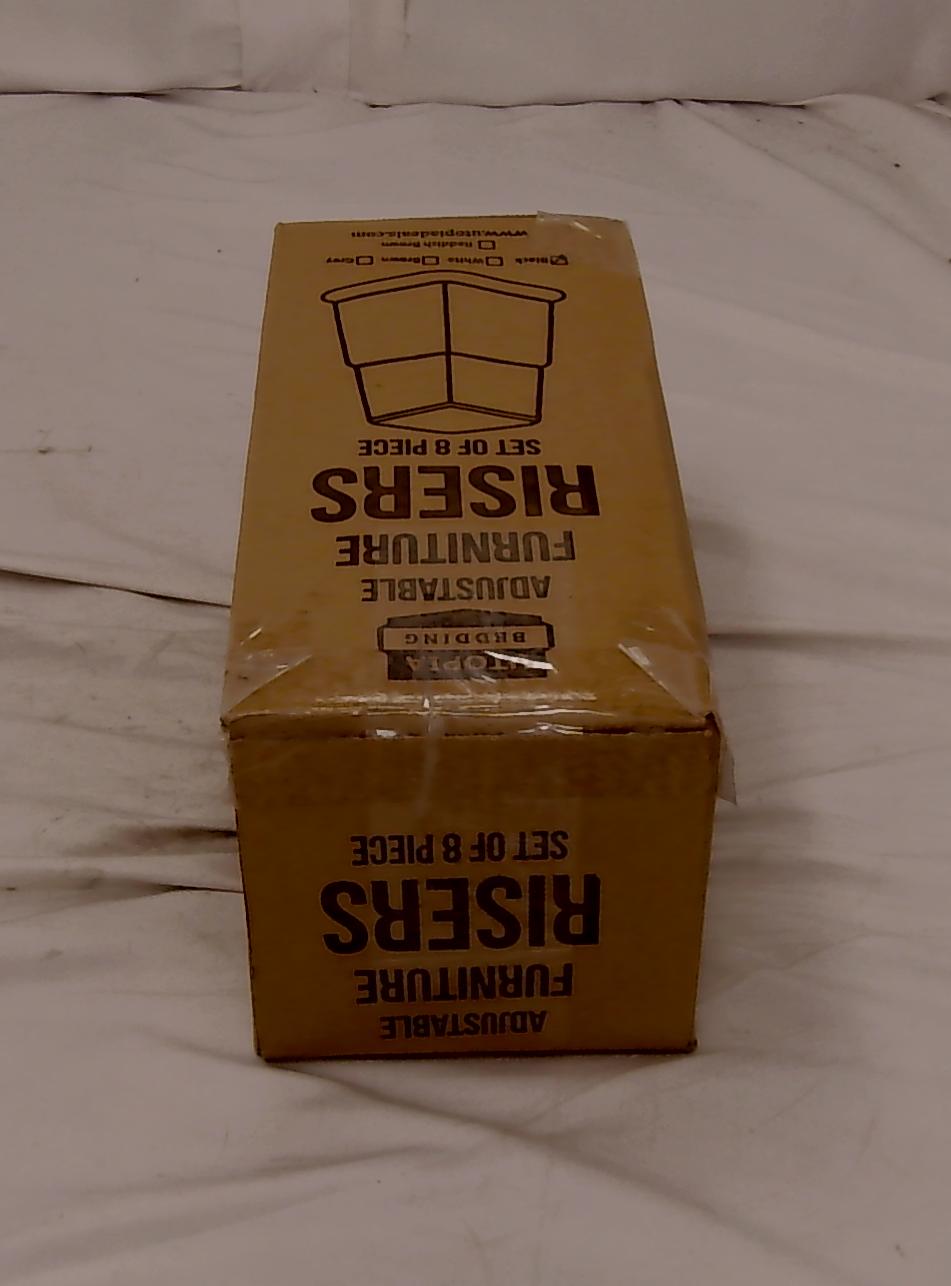 UTOPIA
BEDDING
ADJUSTABLE
FURNITURE
RISERS
SET OF 8 PIECE
Black White Brown Grey
Reddish Brown
www.utopiadeals.com
ADJUSTABLE
FURNITURE
RISERS
SET OF 8 PIECE